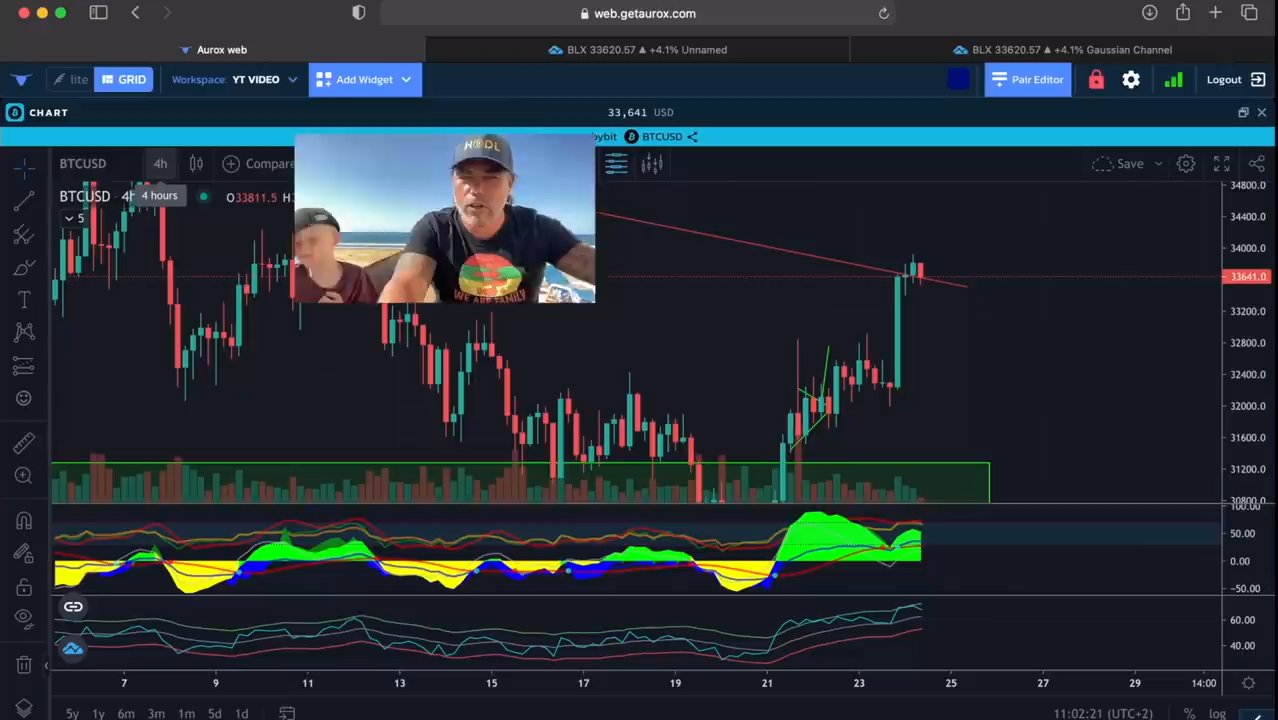 web.getaurox.com
Aurox web
BLX 33620.57 ▲ +4.1% Unnamed
BLX 33620.57 ▲ +4.1% Gaussian Channel
lite
GRID
Workspace: YT VIDEO
Add Widget
Pair Editor
Logout
CHART
33,641 USD
bybit
BTCUSD
BTCUSD
4h
Compare
Save
BTCUSD · 4h
4 hours
O33811.5 H3
5
HODL
WE ARE FAMILY
34800.0
34400.0
34000.0
33641.0
33200.0
32800.0
32400.0
32000.0
31600.0
31200.0
30800.0
100.00
50.00
0.00
−50.00
60.00
40.00
7
9
11
13
15
17
19
21
23
25
27
29
14:00
5y
1y
6m
3m
1m
5d
1d
11:02:21 (UTC+2)
%
log